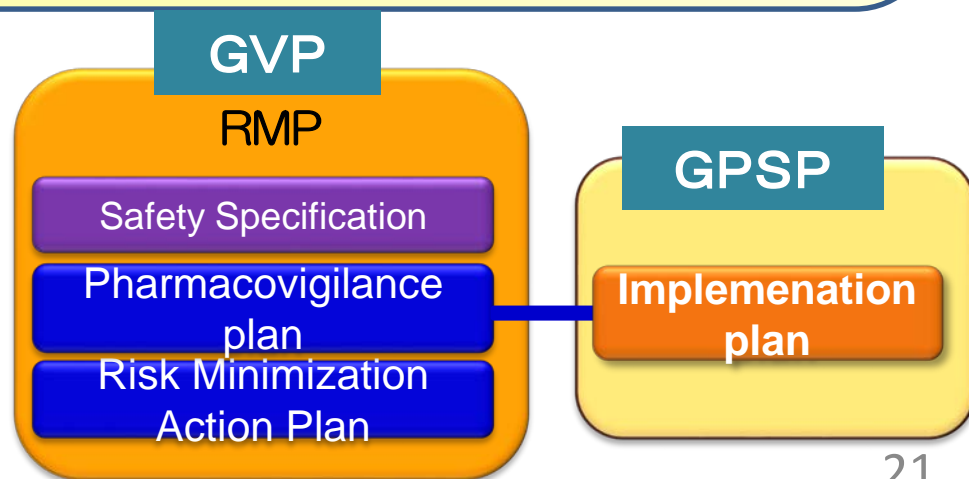 GVP
RMP
Safety Specification
Pharmacovigilance
plan
Risk Minimization
Action Plan
GPSP
Implemenation
plan
21